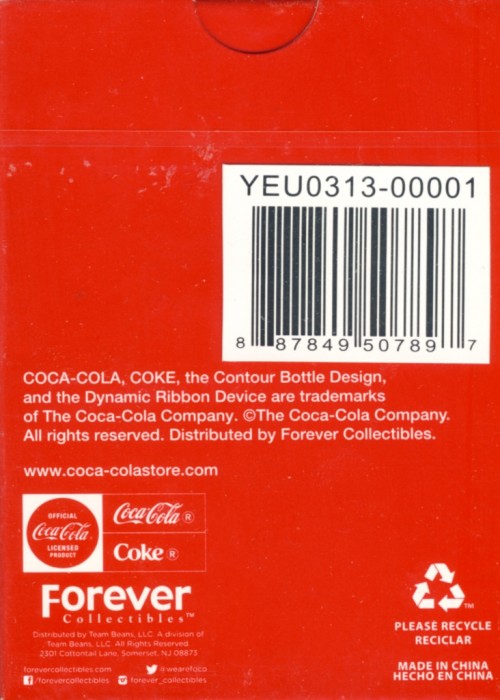 YEU0313-00001
8 87849 50789 7
COCA-COLA, COKE, the Contour Bottle Design,
and the Dynamic Ribbon Device are trademarks
of The Coca-Cola Company. ©The Coca-Cola Company.
All rights reserved. Distributed by Forever Collectibles.
www.coca-colastore.com
OFFICIAL
Coca-Cola
LICENSED
PRODUCT
Coca-Cola ®
Coke ®
Forever
Collectibles™
Distributed by Team Beans, LLC. A division of
Team Beans, LLC. All Rights Reserved
2301 Cottontail Lane, Somerset, NJ 08873
forevercollectibles.com @wearefoco
/forevercollectibles forever_collectibles
TM
PLEASE RECYCLE
RECICLAR
MADE IN CHINA
HECHO EN CHINA